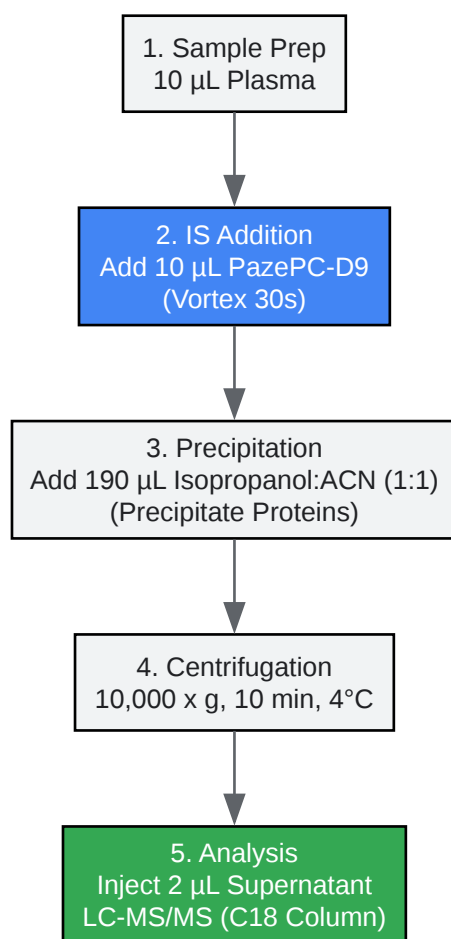 1. Sample Prep
10 µL Plasma
2. IS Addition
Add 10 µL PazePC-D9
(Vortex 30s)
3. Precipitation
Add 190 µL Isopropanol:ACN (1:1)
(Precipitate Proteins)
4. Centrifugation
10,000 x g, 10 min, 4°C
5. Analysis
Inject 2 µL Supernatant
LC-MS/MS (C18 Column)